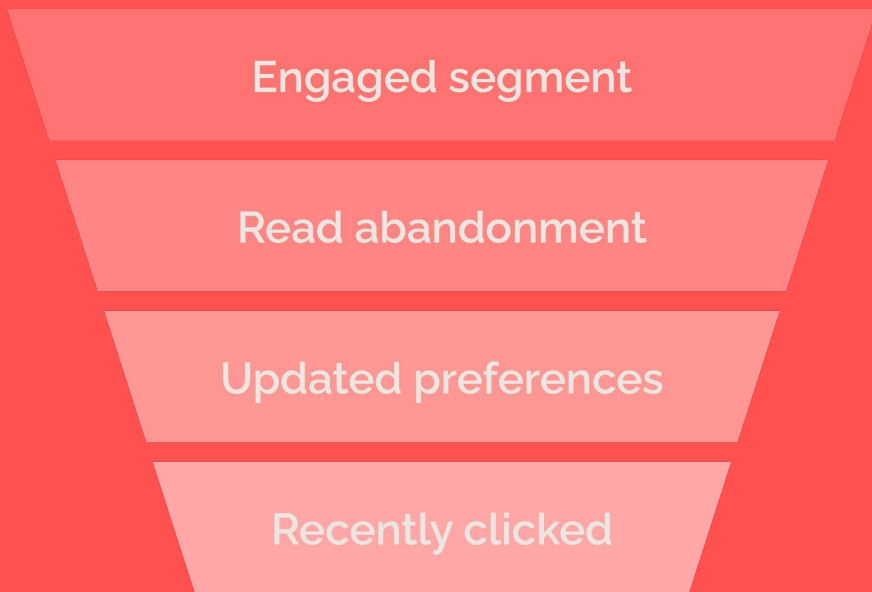 Engaged segment
Read abandonment
Updated preferences
Recently clicked